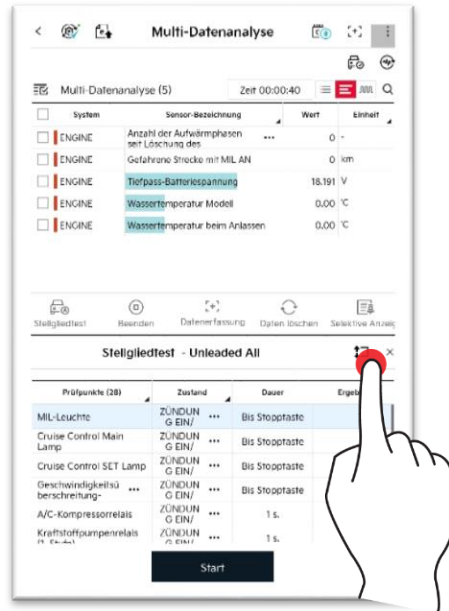 Multi-Datenanalyse
Multi-Datenanalyse (5)
Zeit 00:00:40
System Sensor-Bezeichnung Wert Einheit
ENGINE Anzahl der Aufwärmphasen seit Löschung des ... 0 -
ENGINE Gefahrene Strecke mit MIL AN 0 km
ENGINE Tiefpass-Batteriespannung 18.191 V
ENGINE Wassertemperatur Modell 0.00 °C
ENGINE Wassertemperatur beim Anlassen 0.00 °C
Stellgliedtest Beenden Datenerfassung Daten löschen Selektive Anzeig
Stellgliedtest - Unleaded All
Prüfpunkte (28) Zustand Dauer Ergeb
MIL-Leuchte ZÜNDUN G EIN/ ... Bis Stopptaste
Cruise Control Main Lamp ZÜNDUN G EIN/ ... Bis Stopptaste
Cruise Control SET Lamp ZÜNDUN G EIN/ ... Bis Stopptaste
Geschwindigkeitsü berschreitung- ... ZÜNDUN G EIN/ ... Bis Stopptaste
A/C-Kompressorrelais ZÜNDUN G EIN/ ... 1 s.
Kraftstoffpumpenrelais ZÜNDUN G EIN/ ... 1 s.
Start